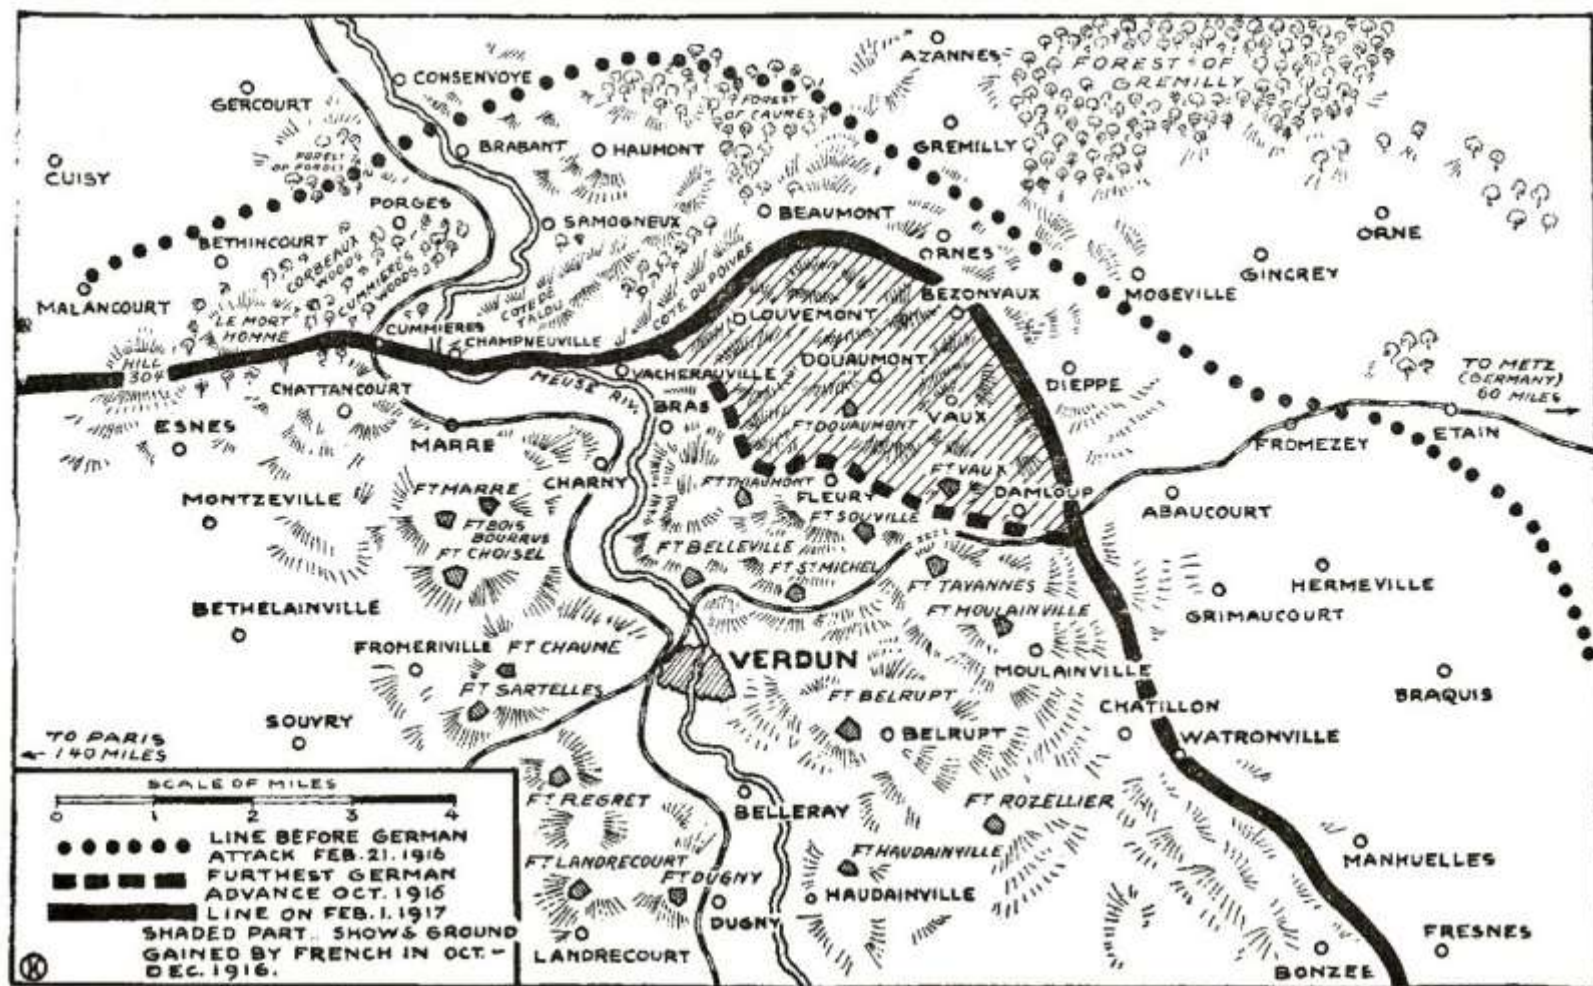 AZANNES
FOREST OF
GREMILLY
CONSENVOYE
GERCOURT
FOREST
OF CAURES
BRABANT
HAUMONT
GREMILLY
FOREST
OF FORGES
CUISY
PORGES
SAMOGNEUX
BEAUMONT
ORNE
BETHINCOURT
CORBEAUX
WOODS
CUMMIERES
WOODS
ORNES
GINCREY
MALANCOURT
COTE DE
TALOU
COTE DU POIVRE
BEZONVAUX
MOGEVILLE
LE MORT
HOMME
LOUVEMONT
CUMMIERES
CHAMPNEUVILLE
HILL
304
DOUAUMONT
TO METZ
(GERMANY)
60 MILES
CHATTANCOURT
MEUSE RIV.
VACHERAUVILLE
DIEPPE
BRAS
VAUX
ESNES
MARRE
FT DOUAUMONT
FROMEZEY
ETAIN
FT VAUX
CHARNY
FT THIAUMONT
FLEURY
DAMLOUP
MONTZEVILLE
FT MARRE
ABAUCOURT
FT SOUVILLE
FT BOIS
BOURRUS
FT CHOISEL
FT BELLEVILLE
FT ST MICHEL
FT TAVANNES
HERMEVILLE
BETHELAINVILLE
FT MOULAINVILLE
GRIMAUCOURT
FROMERIVILLE
FT CHAUME
VERDUN
MOULAINVILLE
FT SARTELLES
FT BELRUPT
BRAQUIS
CHATILLON
SOUVRY
BELRUPT
WATRONVILLE
TO PARIS
140 MILES
SCALE OF MILES
0 1 2 3 4
FT REGRET
BELLERAY
FT ROZELLIER
LINE BEFORE GERMAN
ATTACK FEB. 21. 1916
FURTHEST GERMAN
ADVANCE OCT. 1916
LINE ON FEB. 1. 1917
SHADED PART.. SHOWS GROUND
GAINED BY FRENCH IN OCT.-
DEC. 1916.
FT LANDRECOURT
FT DUGNY
FT HAUDAINVILLE
MANHUELLES
HAUDAINVILLE
DUGNY
LANDRECOURT
FRESNES
BONZEE